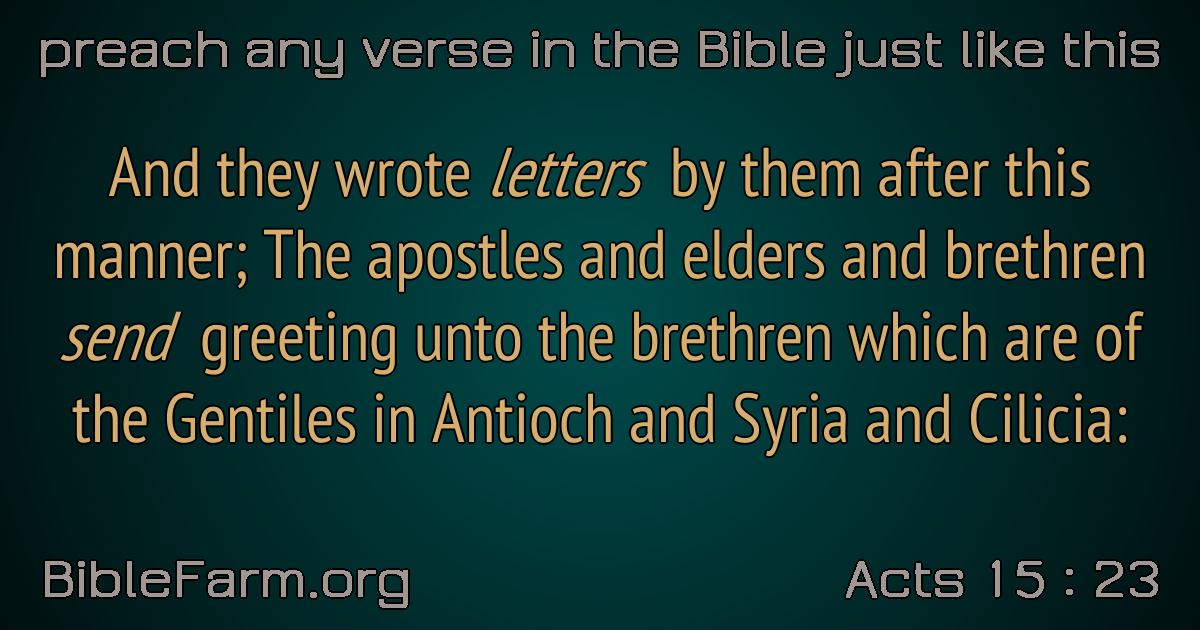 preach any verse in the Bible just like this
And they wrote letters by them after this
manner; The apostles and elders and brethren
send greeting unto the brethren which are of
the Gentiles in Antioch and Syria and Cilicia:
BibleFarm.org
Acts 15 : 23